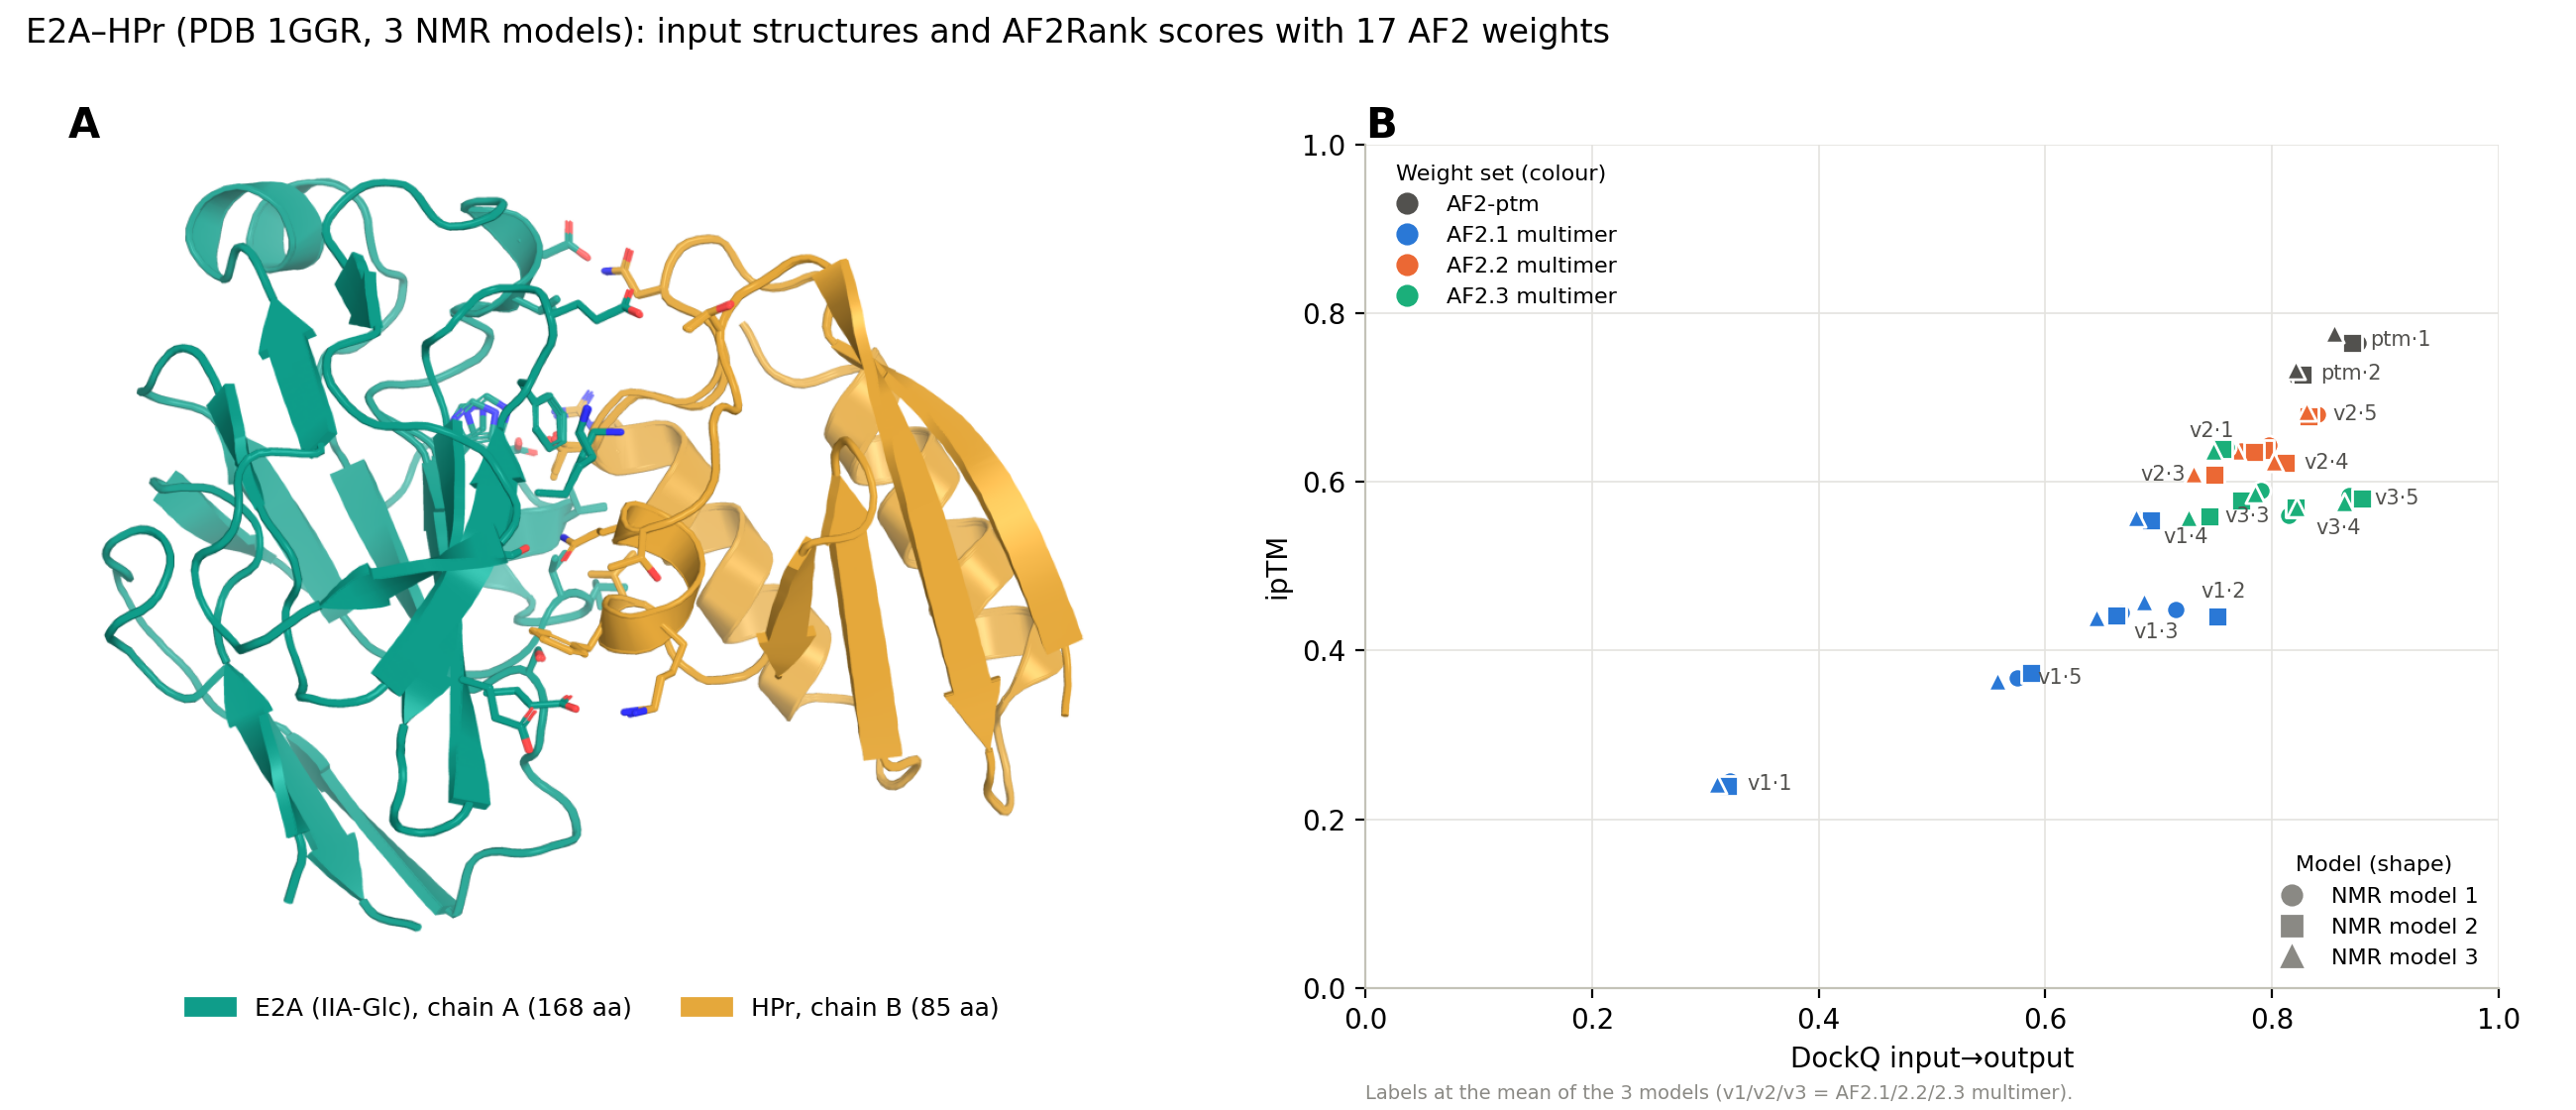 E2A–HPr (PDB 1GGR, 3 NMR models): input structures and AF2Rank scores with 17 AF2 weights
A
E2A (IIA-Glc), chain A (168 aa)
HPr, chain B (85 aa)
B
Weight set (colour)
AF2-ptm
AF2.1 multimer
AF2.2 multimer
AF2.3 multimer
ptm·1
ptm·2
v2·5
v2·1
v2·4
v2·3
v3·5
v3·3
v3·4
v1·4
v1·2
v1·3
v1·5
v1·1
Model (shape)
NMR model 1
NMR model 2
NMR model 3
1.0
0.8
0.6
0.4
0.2
0.0
ipTM
0.0
0.2
0.4
0.6
0.8
1.0
DockQ input→output
Labels at the mean of the 3 models (v1/v2/v3 = AF2.1/2.2/2.3 multimer).